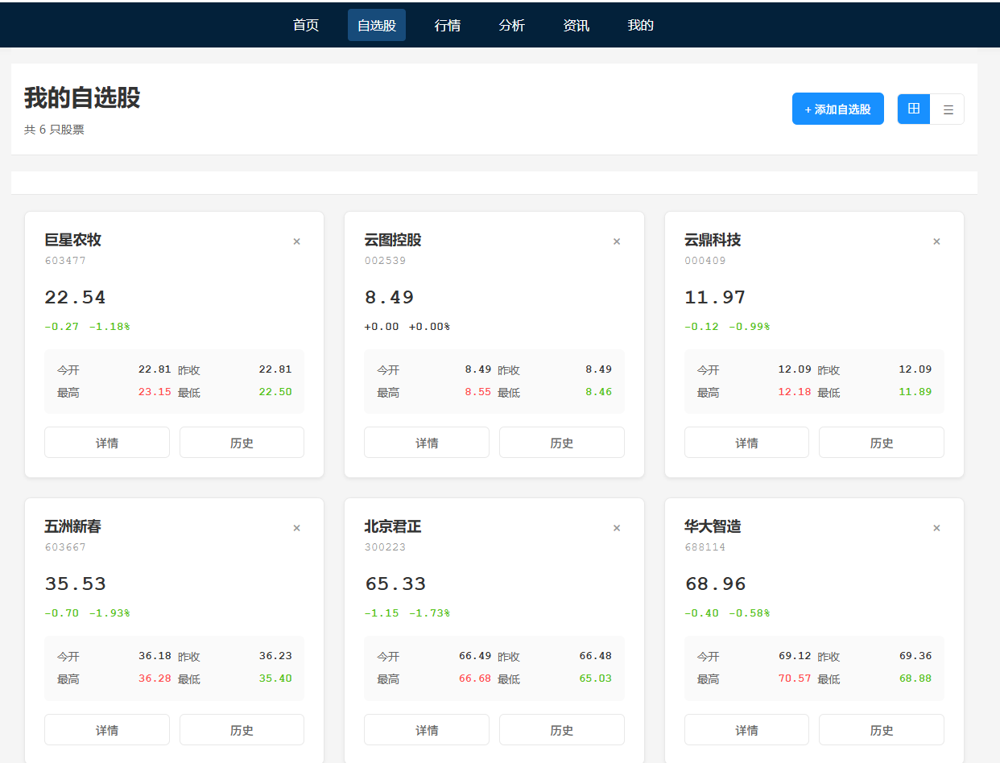 首页 自选股 行情 分析 资讯 我的
我的自选股
共 6 只股票
+ 添加自选股
巨星农牧 ×
603477
22.54
-0.27 -1.18%
今开 22.81 昨收 22.81
最高 23.15 最低 22.50
详情 历史
云图控股 ×
002539
8.49
+0.00 +0.00%
今开 8.49 昨收 8.49
最高 8.55 最低 8.46
详情 历史
云鼎科技 ×
000409
11.97
-0.12 -0.99%
今开 12.09 昨收 12.09
最高 12.18 最低 11.89
详情 历史
五洲新春 ×
603667
35.53
-0.70 -1.93%
今开 36.18 昨收 36.23
最高 36.28 最低 35.40
详情 历史
北京君正 ×
300223
65.33
-1.15 -1.73%
今开 66.49 昨收 66.48
最高 66.68 最低 65.03
详情 历史
华大智造 ×
688114
68.96
-0.40 -0.58%
今开 69.12 昨收 69.36
最高 70.57 最低 68.88
详情 历史